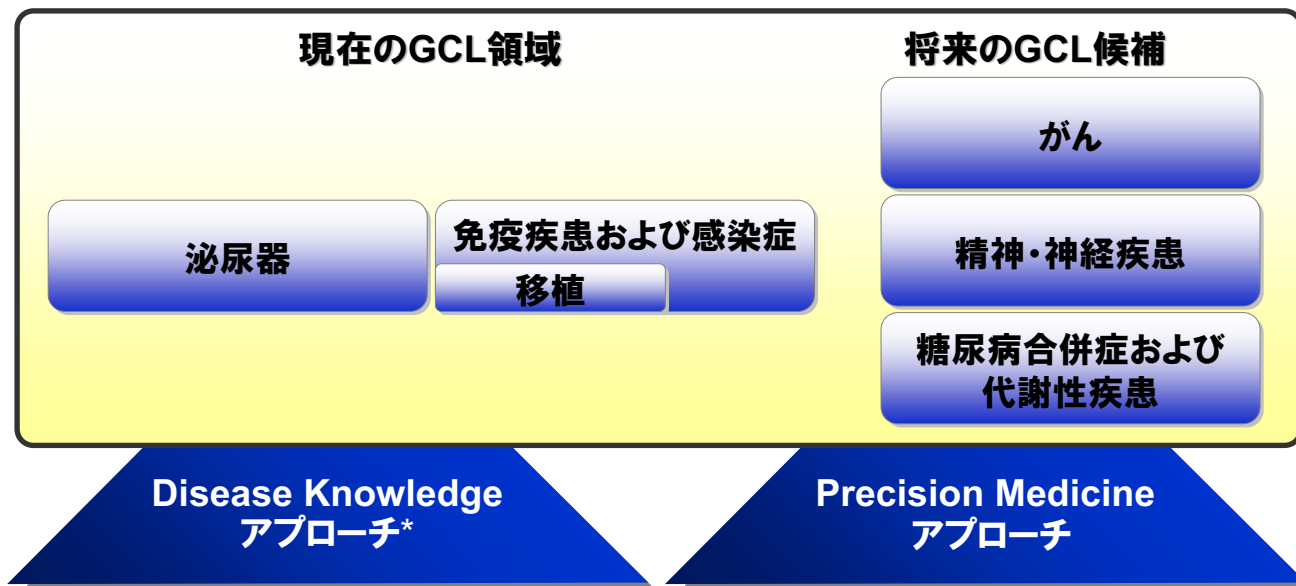 現在のGCL領域
将来のGCL候補
がん
泌尿器
免疫疾患および感染症
移植
精神・神経疾患
糖尿病合併症および
代謝性疾患
Disease Knowledge
アプローチ*
Precision Medicine
アプローチ